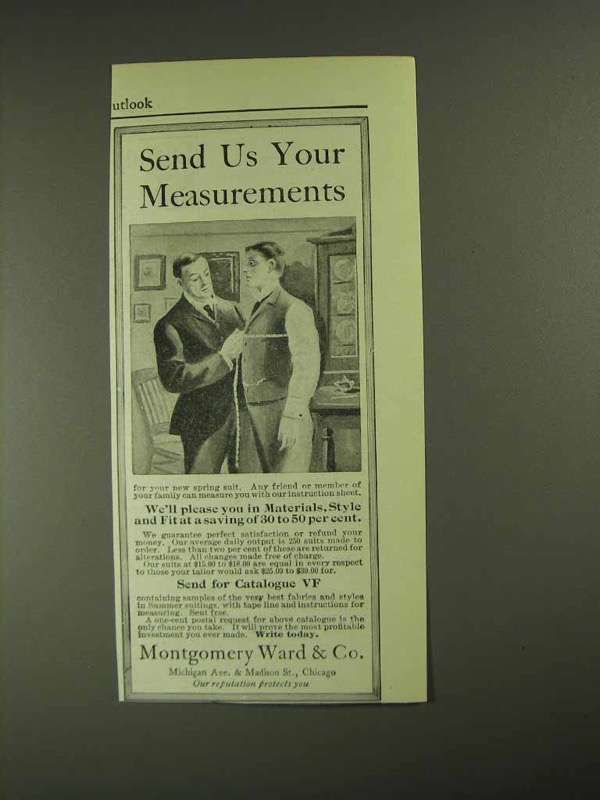 utlook
Send Us Your
Measurements
for your new spring suit. Any friend or member of
your family can measure you with our instruction sheet.
We'll please you in Materials, Style
and Fit at a saving of 30 to 50 per cent.
We guarantee perfect satisfaction or refund your
money. Our average daily output is 250 suits made to
order. Less than two per cent of these are returned for
alterations. All changes made free of charge.
Our suits at $15.00 to $18.00 are equal in every respect
to those your tailor would ask $25.00 to $30.00 for.
Send for Catalogue VF
containing samples of the very best fabrics and styles
in Summer suitings, with tape line and instructions for
measuring. Sent free.
A one-cent postal request for above catalogue is the
only chance you take. It will prove the most profitable
investment you ever made. Write today.
Montgomery Ward & Co.
Michigan Ave. & Madison St., Chicago
Our reputation protects you